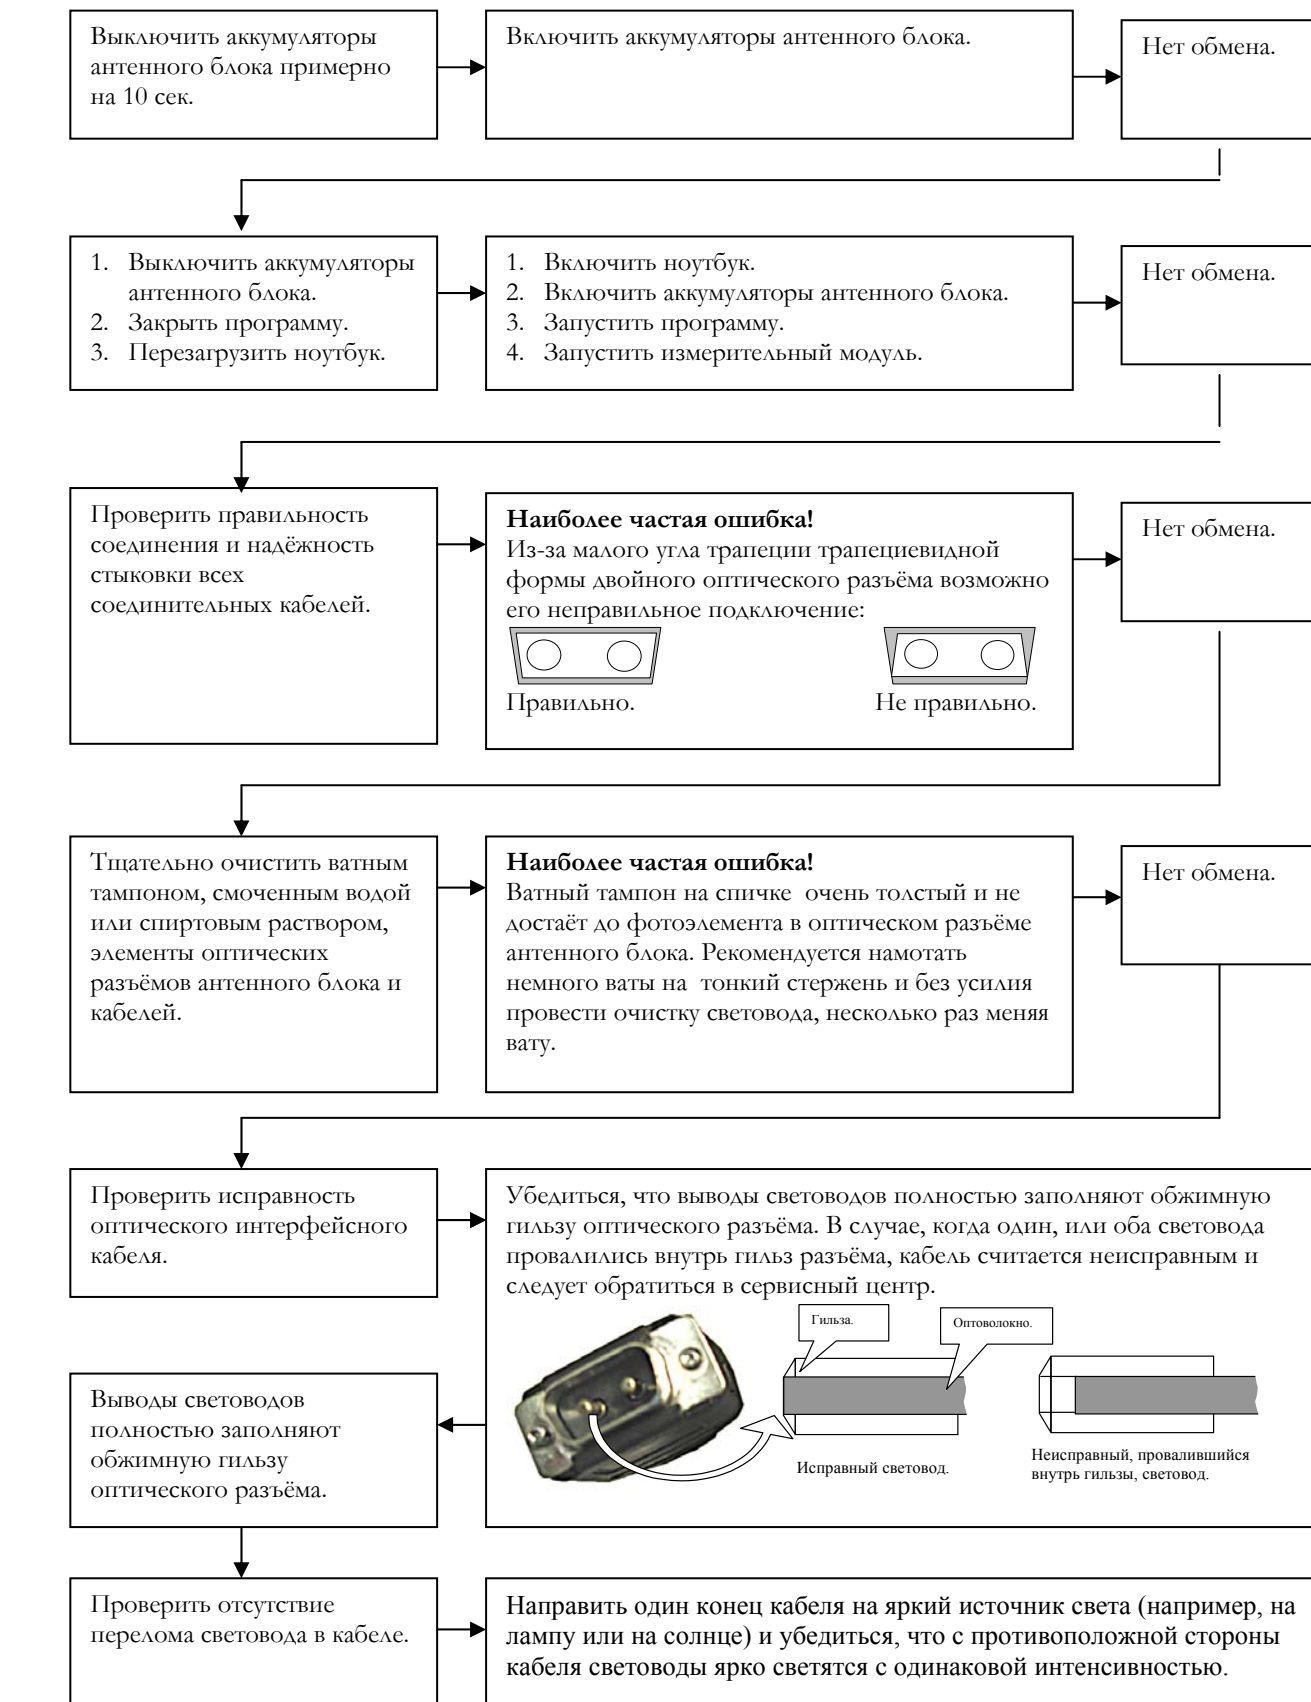 Выключить аккумуляторы
антенного блока примерно
на 10 сек.
Включить аккумуляторы антенного блока.
Нет обмена.
1. Выключить аккумуляторы
антенного блока.
2. Закрыть программу.
3. Перезагрузить ноутбук.
1. Включить ноутбук.
2. Включить аккумуляторы антенного блока.
3. Запустить программу.
4. Запустить измерительный модуль.
Нет обмена.
Проверить правильность
соединения и надёжность
стыковки всех
соединительных кабелей.
Наиболее частая ошибка!
Из-за малого угла трапеции трапециевидной
формы двойного оптического разъёма возможно
его неправильное подключение:
Правильно.
Не правильно.
Нет обмена.
Тщательно очистить ватным
тампоном, смоченным водой
или спиртовым раствором,
элементы оптических
разъёмов антенного блока и
кабелей.
Наиболее частая ошибка!
Ватный тампон на спичке очень толстый и не
достаёт до фотоэлемента в оптическом разъёме
антенного блока. Рекомендуется намотать
немного ваты на тонкий стержень и без усилия
провести очистку световода, несколько раз меняя
вату.
Нет обмена.
Проверить исправность
оптического интерфейсного
кабеля.
Убедиться, что выводы световодов полностью заполняют обжимную
гильзу оптического разъёма. В случае, когда один, или оба световода
провалились внутрь гильз разъёма, кабель считается неисправным и
следует обратиться в сервисный центр.
Гильза.
Оптоволокно.
Исправный световод.
Неисправный, провалившийся
внутрь гильзы, световод.
Выводы световодов
полностью заполняют
обжимную гильзу
оптического разъёма.
Проверить отсутствие
перелома световода в кабеле.
Направить один конец кабеля на яркий источник света (например, на
лампу или на солнце) и убедиться, что с противоположной стороны
кабеля световоды ярко светятся с одинаковой интенсивностью.